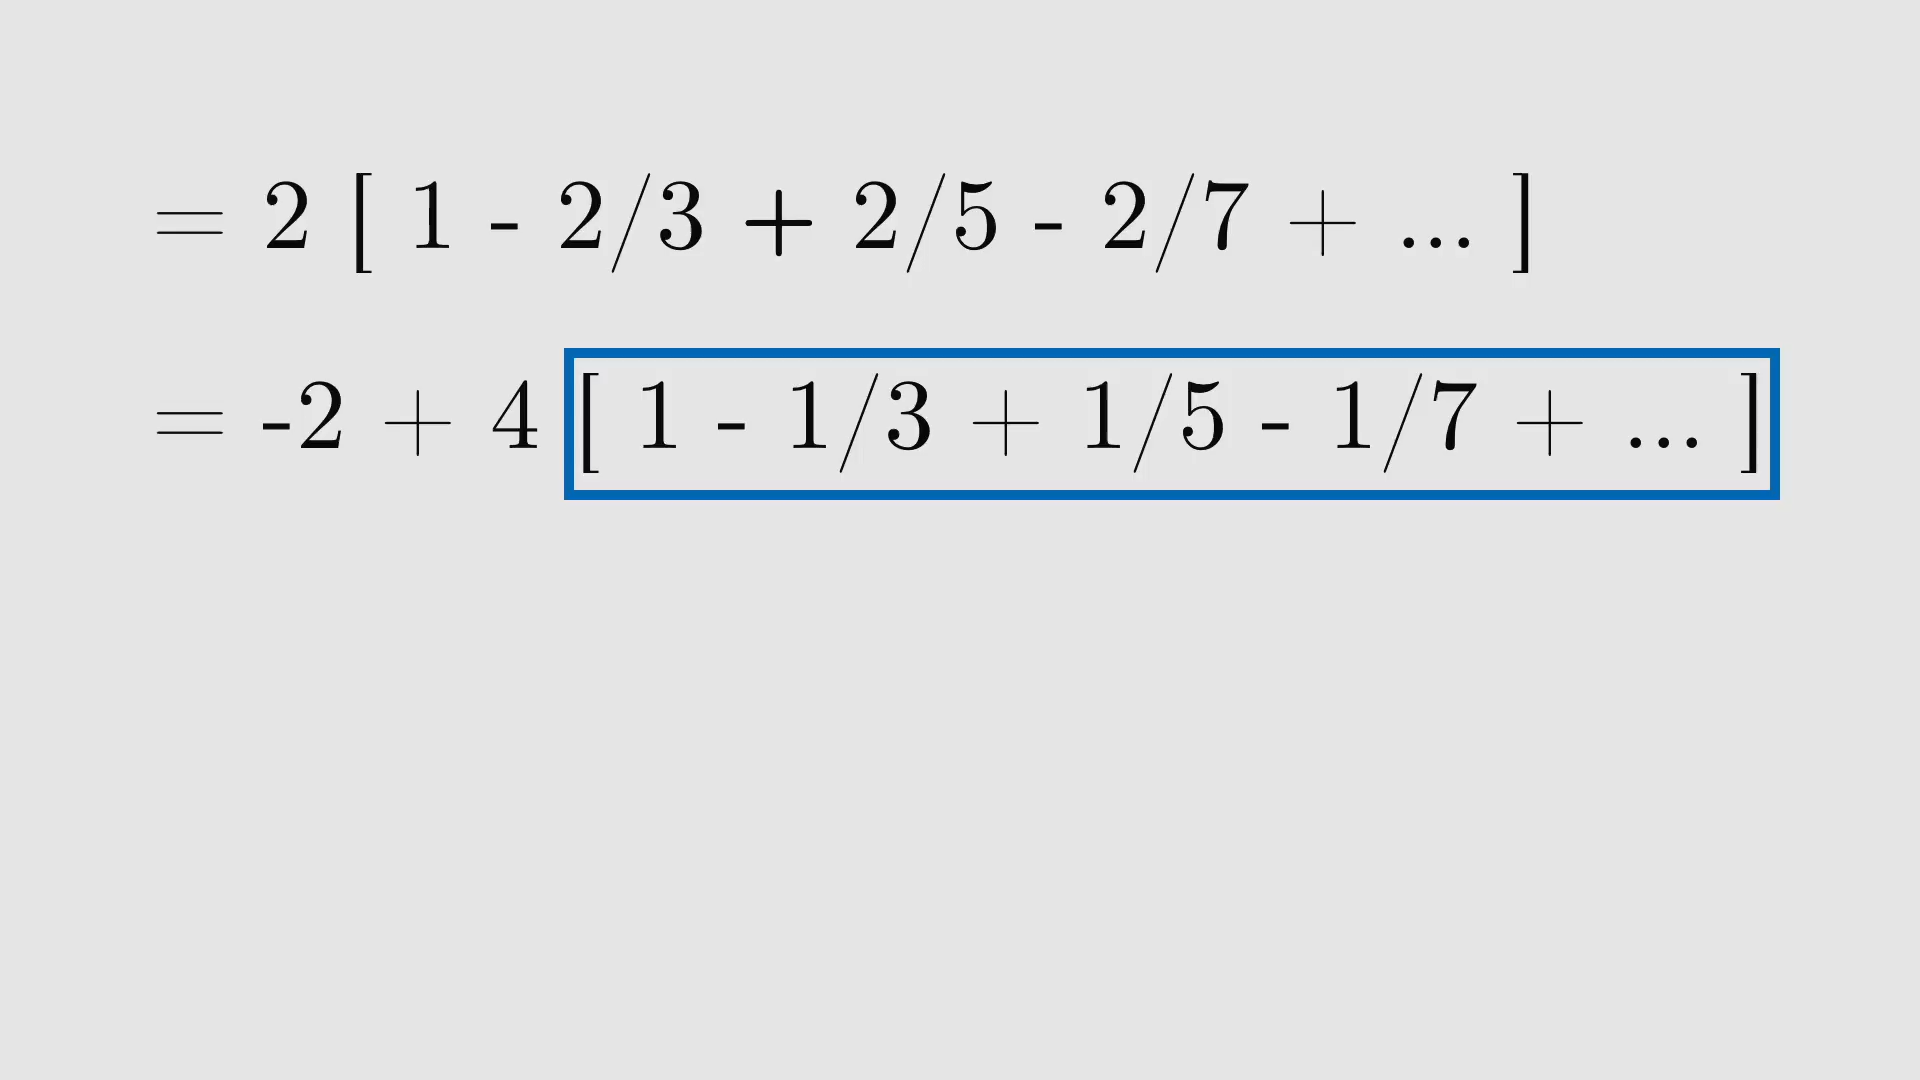 = 2 [ 1 - 2/3 + 2/5 - 2/7 + ... ]
= -2 + 4 [ 1 - 1/3 + 1/5 - 1/7 + ... ]